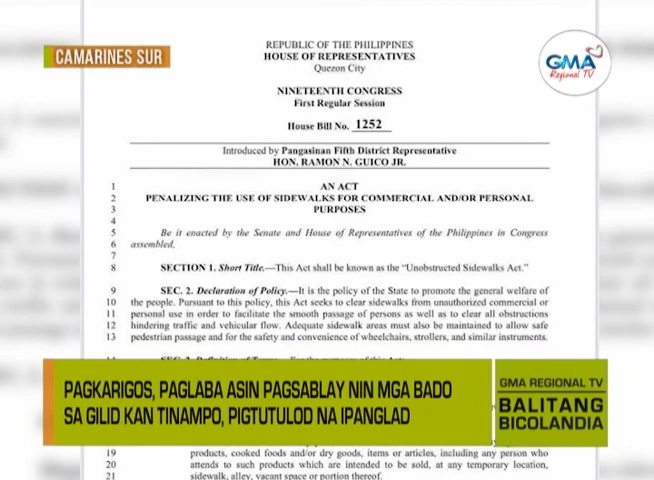 CAMARINES SUR
GMA
Regional TV
REPUBLIC OF THE PHILIPPINES
HOUSE OF REPRESENTATIVES
Quezon City
NINETEENTH CONGRESS
First Regular Session
House Bill No. 1252
Introduced by Pangasinan Fifth District Representative
HON. RAMON N. GUICO JR.
1 AN ACT
2 PENALIZING THE USE OF SIDEWALKS FOR COMMERCIAL AND/OR PERSONAL
3 PURPOSES
4
5 Be it enacted by the Senate and House of Representatives of the Philippines in Congress
6 assembled,
7
8 SECTION 1. Short Title.—This Act shall be known as the “Unobstructed Sidewalks Act.”
9 SEC. 2. Declaration of Policy.—It is the policy of the State to promote the general welfare of
10 the people. Pursuant to this policy, this Act seeks to clear sidewalks from unauthorized commercial or
11 personal use in order to facilitate the smooth passage of persons as well as to clear all obstructions
12 hindering traffic and vehicular flow. Adequate sidewalk areas must also be maintained to allow safe
13 pedestrian passage and for the safety and convenience of wheelchairs, strollers, and similar instruments.
PAGKARIGOS, PAGLABA ASIN PAGSABLAY NIN MGA BADO
SA GILID KAN TINAMPO, PIGTUTULOD NA IPANGLAD
GMA REGIONAL TV
BALITANG
BICOLANDIA
19 products, cooked foods and/or dry goods, items or articles, including any person who
20 attends to such products which are intended to be sold, at any temporary location,
21 sidewalk, alley, vacant space or portion thereof.